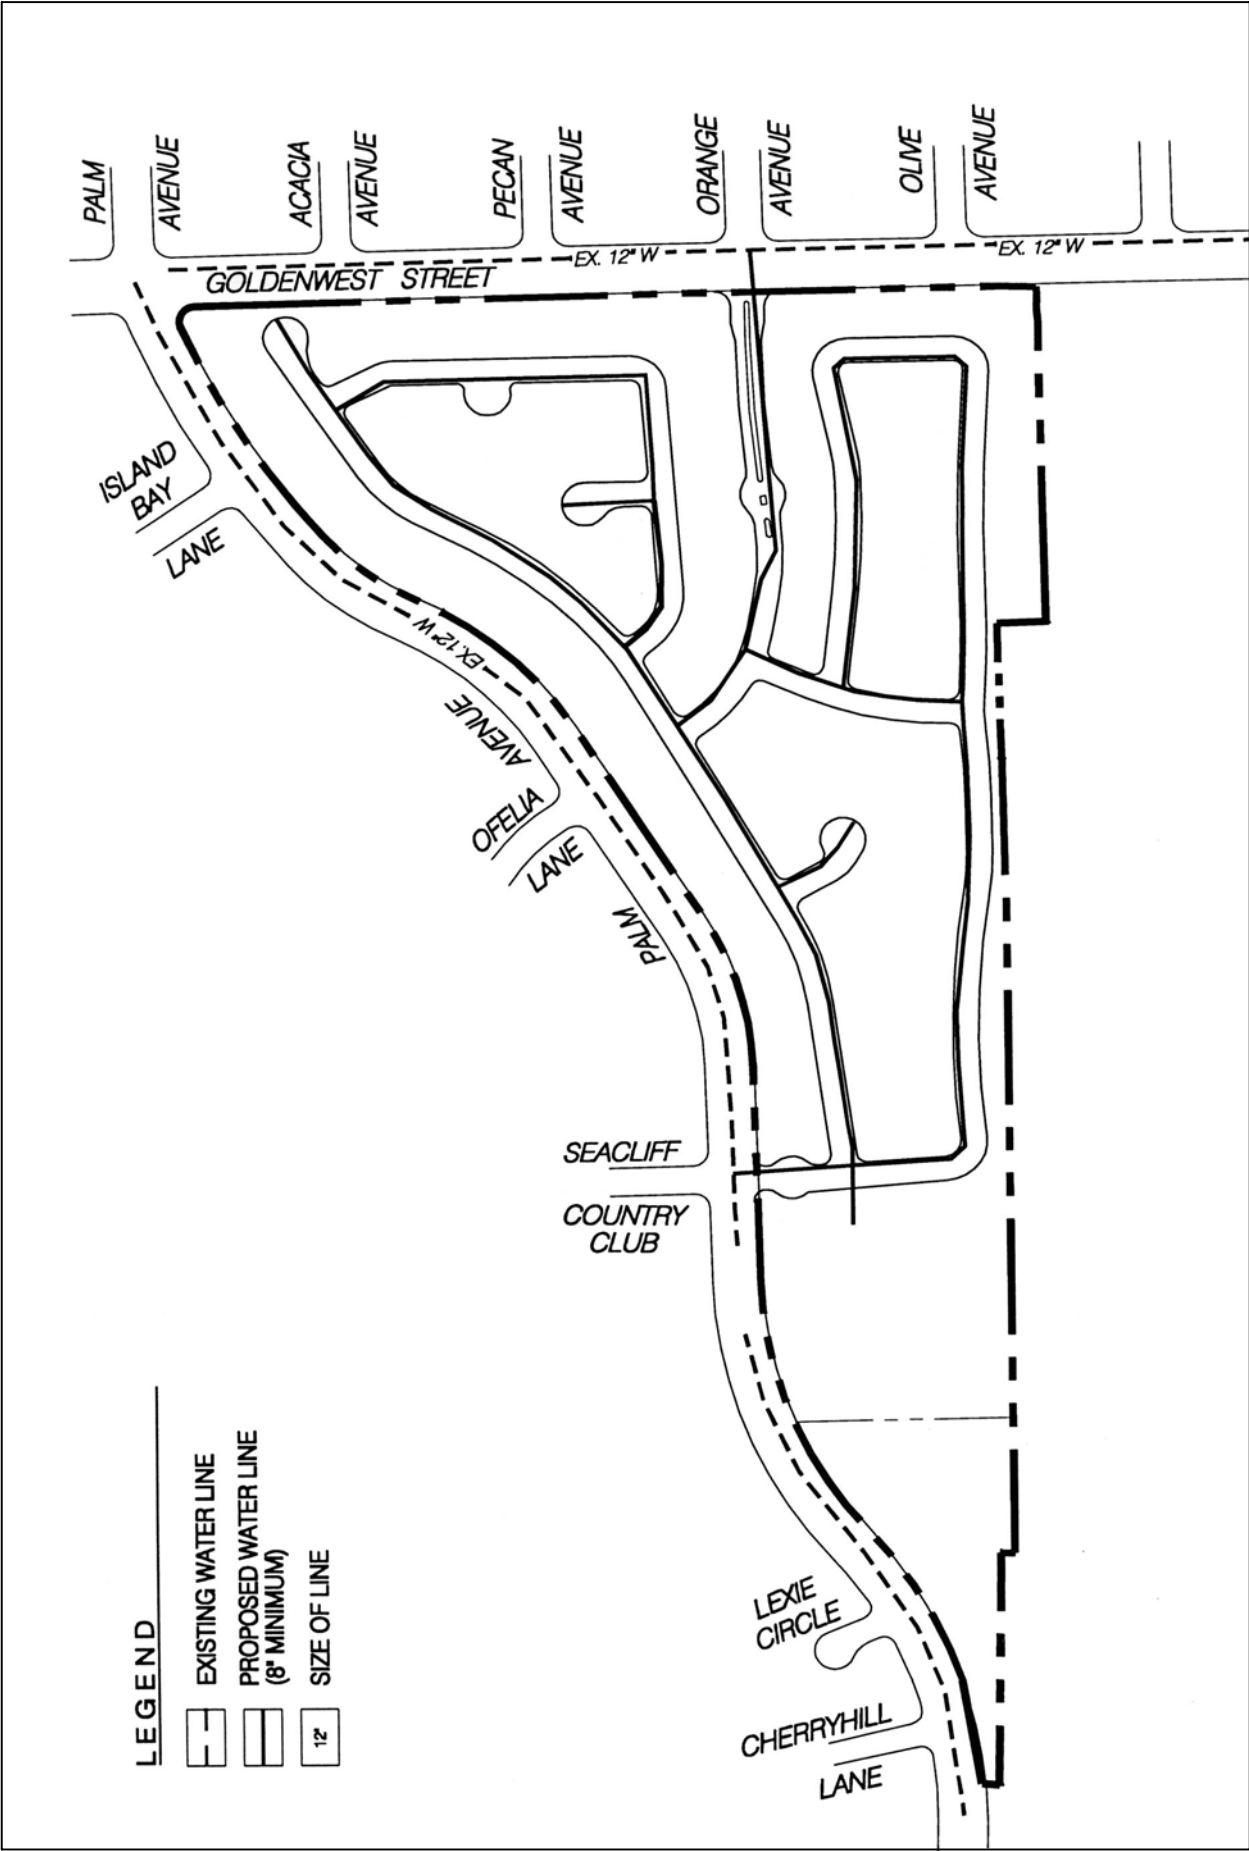 PALM
AVENUE
ACACIA
AVENUE
PECAN
AVENUE
ORANGE
AVENUE
OLIVE
AVENUE
EX. 12" W
EX. 12" W
GOLDENWEST STREET
ISLAND
BAY
LANE
EX. 12" W
AVENUE
OFELIA
LANE
PALM
SEACLIFF
COUNTRY
CLUB
LEXIE
CIRCLE
CHERRYHILL
LANE
LEGEND
EXISTING WATER LINE
PROPOSED WATER LINE
(8" MINIMUM)
12"
SIZE OF LINE